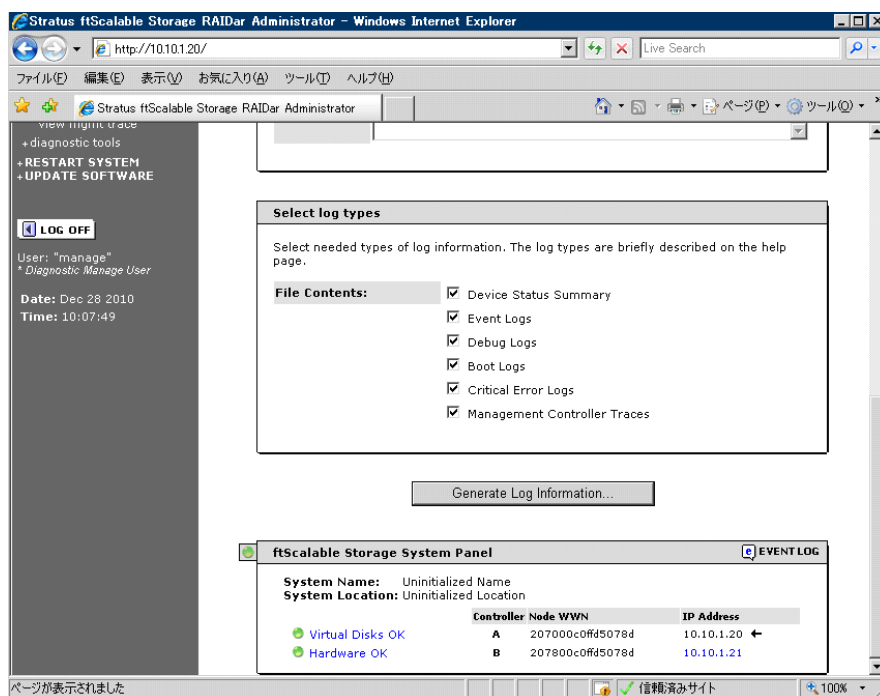 Stratus ftScalable Storage RAIDar Administrator - Windows Internet Explorer
http://10.10.1.20/
Live Search
ファイル(F) 編集(E) 表示(V) お気に入り(A) ツール(T) ヘルプ(H)
Stratus ftScalable Storage RAIDar Administrator
ページ(P) ツール(O)
view mgmt trace
+diagnostic tools
+RESTART SYSTEM
+UPDATE SOFTWARE
LOG OFF
User: "manage"
* Diagnostic Manage User
Date: Dec 28 2010
Time: 10:07:49
Select log types
Select needed types of log information. The log types are briefly described on the help
page.
File Contents:
Device Status Summary
Event Logs
Debug Logs
Boot Logs
Critical Error Logs
Management Controller Traces
Generate Log Information...
ftScalable Storage System Panel
EVENT LOG
System Name: Uninitialized Name
System Location: Uninitialized Location
Controller Node WWN IP Address
Virtual Disks OK A 207000c0ffd5078d 10.10.1.20
Hardware OK B 207800c0ffd5078d 10.10.1.21
ページが表示されました
信頼済みサイト
100%